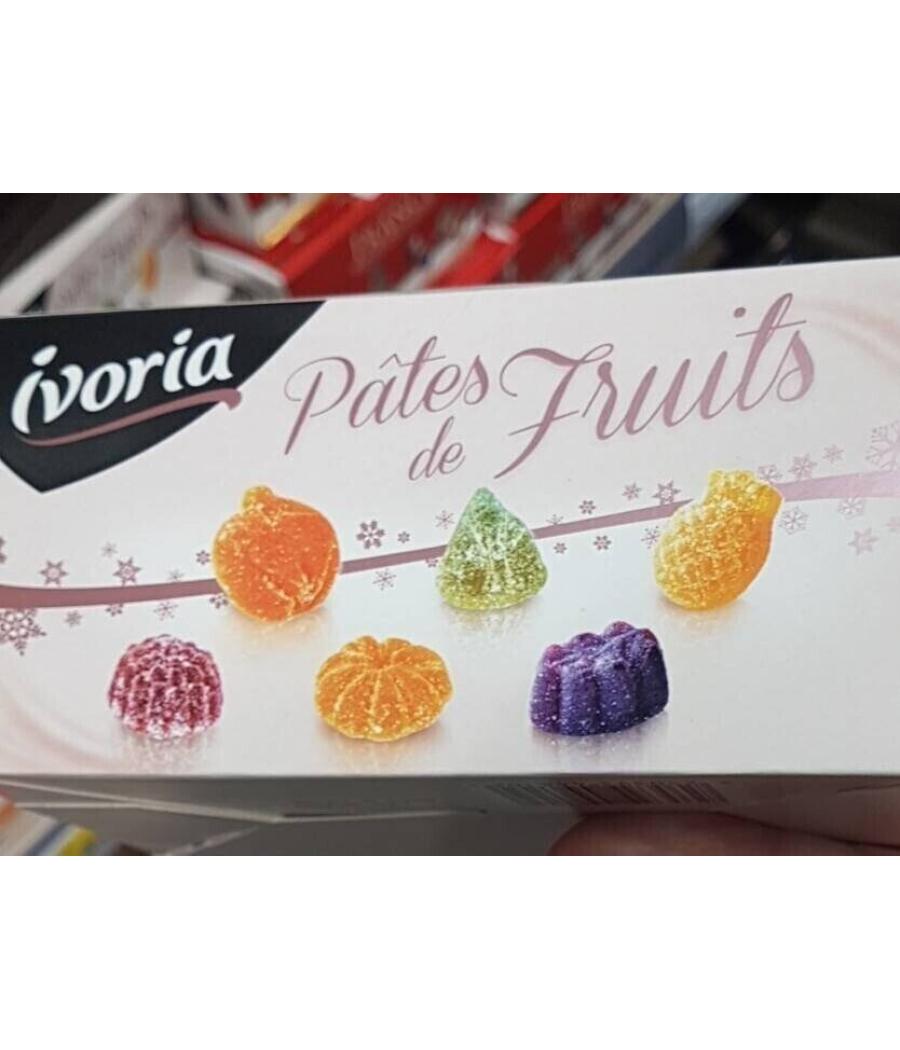 ivoria
Pâtes
de
Fruits